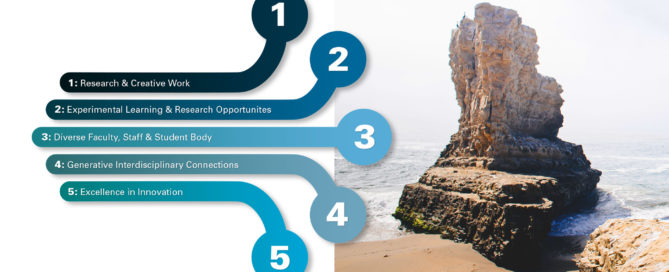 1
2
1: Research & Creative Work
2: Experimental Learning & Research Opportunites
3: Diverse Faculty, Staff & Student Body
3
4: Generative Interdisciplinary Connections
5: Excellence in Innovation
4
5